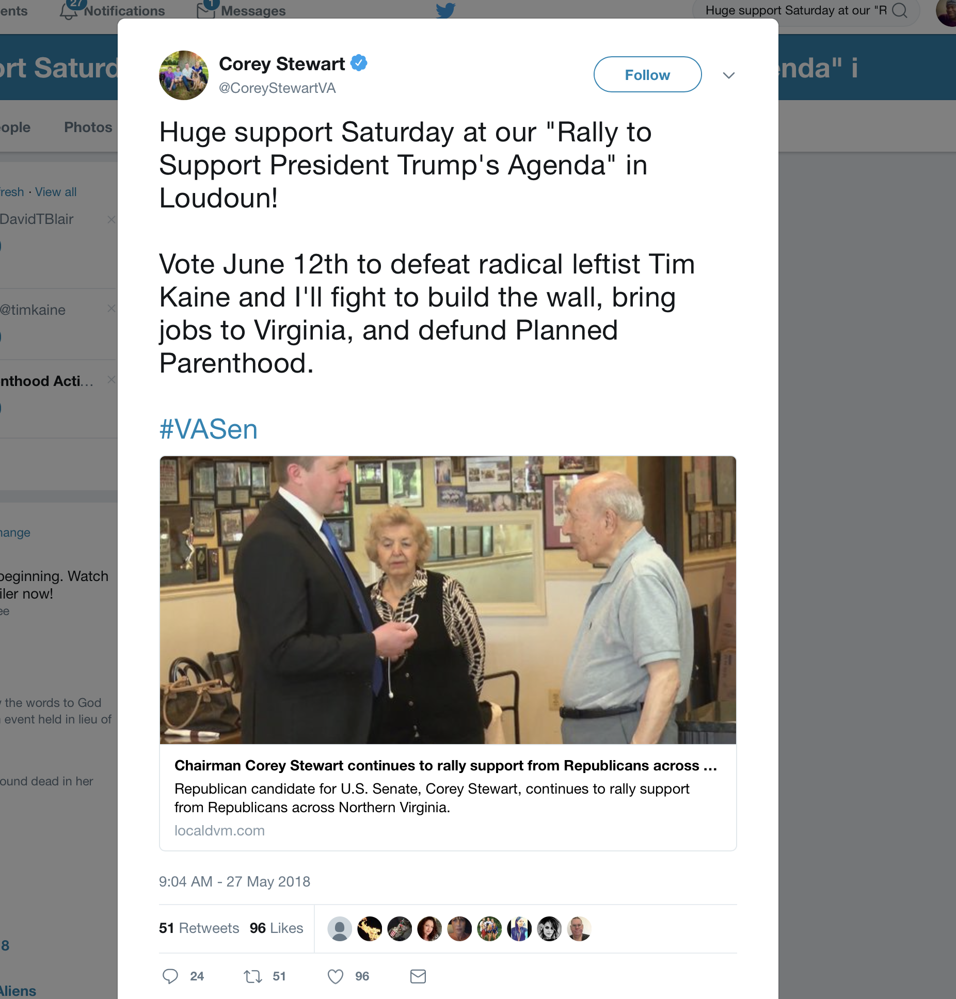 ents
27
Notifications
1
Messages
Huge support Saturday at our "R
ort Saturd
enda" i
ople
Photos
resh · View all
DavidTBlair
@timkaine
nthood Acti...
ange
beginning. Watch
iler now!
ee
the words to God
event held in lieu of
ound dead in her
8
Aliens
Corey Stewart
@CoreyStewartVA
Follow
Huge support Saturday at our "Rally to
Support President Trump's Agenda" in
Loudoun!
Vote June 12th to defeat radical leftist Tim
Kaine and I'll fight to build the wall, bring
jobs to Virginia, and defund Planned
Parenthood.
#VASen
Chairman Corey Stewart continues to rally support from Republicans across ...
Republican candidate for U.S. Senate, Corey Stewart, continues to rally support
from Republicans across Northern Virginia.
localdvm.com
9:04 AM - 27 May 2018
51 Retweets 96 Likes
24 51 96